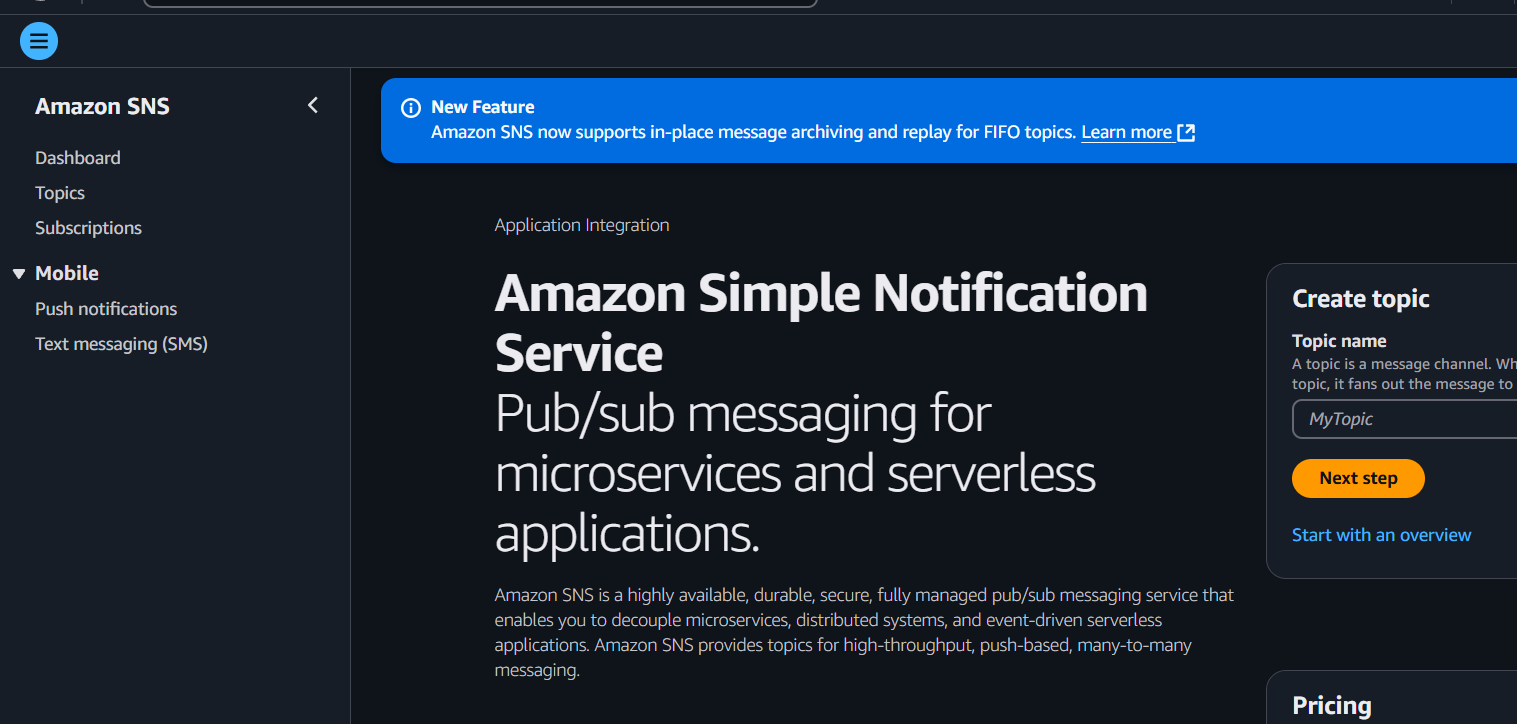 Amazon SNS
Dashboard
Topics
Subscriptions
Mobile
Push notifications
Text messaging (SMS)
New Feature
Amazon SNS now supports in-place message archiving and replay for FIFO topics. Learn more
Application Integration
Amazon Simple Notification
Service
Pub/sub messaging for
microservices and serverless
applications.
Amazon SNS is a highly available, durable, secure, fully managed pub/sub messaging service that
enables you to decouple microservices, distributed systems, and event-driven serverless
applications. Amazon SNS provides topics for high-throughput, push-based, many-to-many
messaging.
Create topic
Topic name
A topic is a message channel.
topic, it fans out the message to
MyTopic
Next step
Start with an overview
Pricing